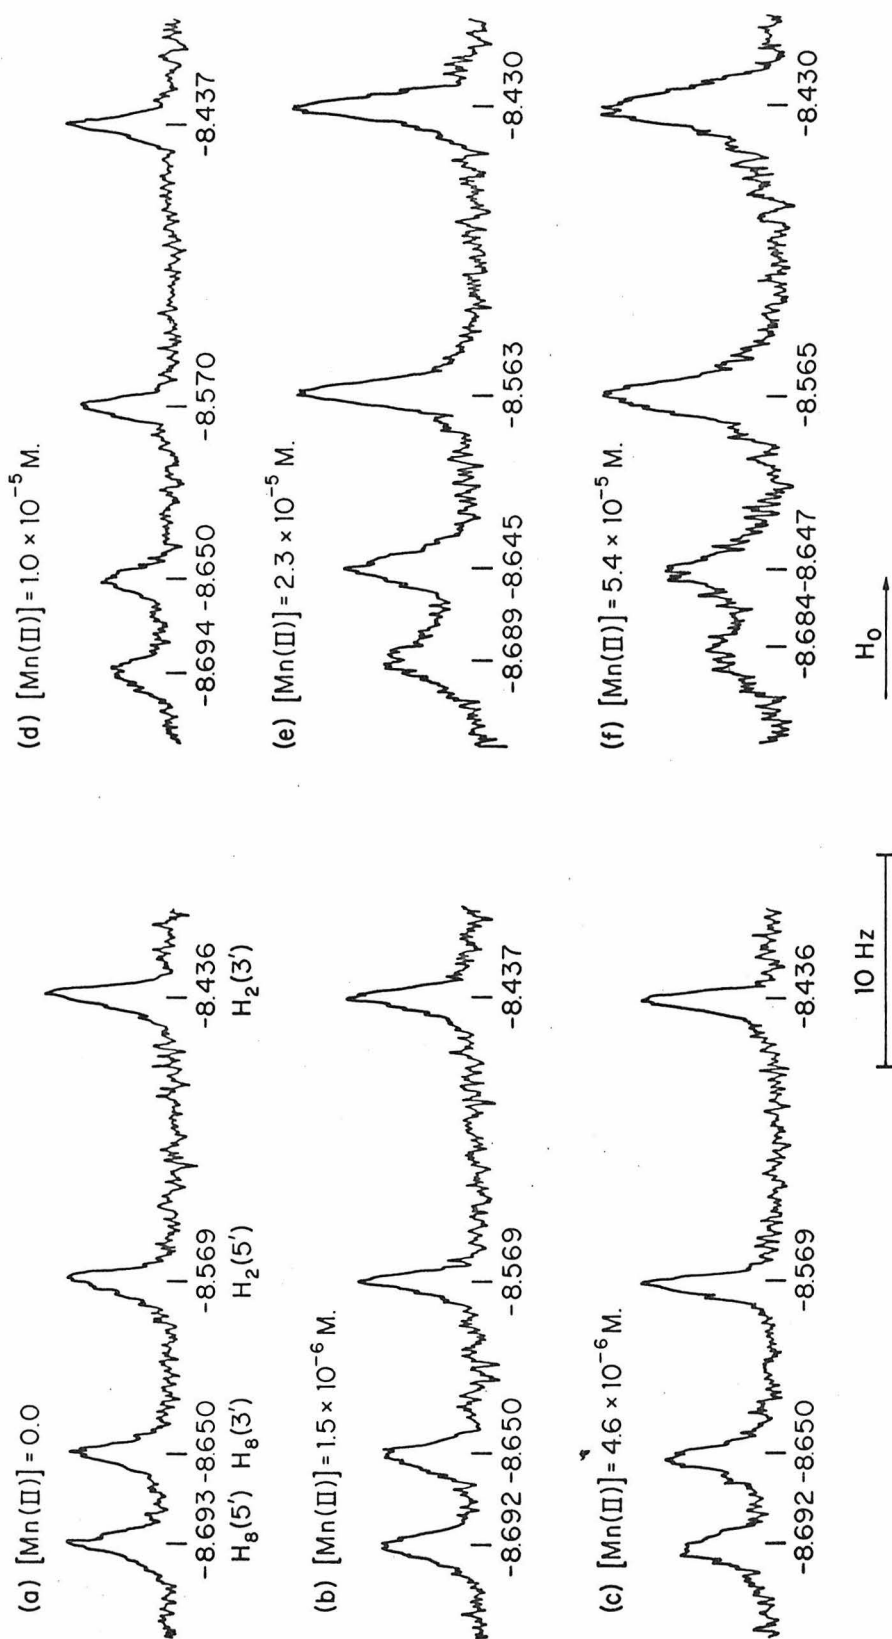 (a) [Mn(II)] = 0.0
-8.693 -8.650 -8.569 -8.436
H₈(5′) H₈(3′) H₂(5′) H₂(3′)
(b) [Mn(II)] = 1.5 × 10⁻⁶ M.
-8.692 -8.650 -8.569 -8.437
(c) [Mn(II)] = 4.6 × 10⁻⁶ M.
-8.692 -8.650 -8.569 -8.436
10 Hz
(d) [Mn(II)] = 1.0 × 10⁻⁵ M.
-8.694 -8.650 -8.570 -8.437
(e) [Mn(II)] = 2.3 × 10⁻⁵ M.
-8.689 -8.645 -8.563 -8.430
(f) [Mn(II)] = 5.4 × 10⁻⁵ M.
-8.684 -8.647 -8.565 -8.430
H₀